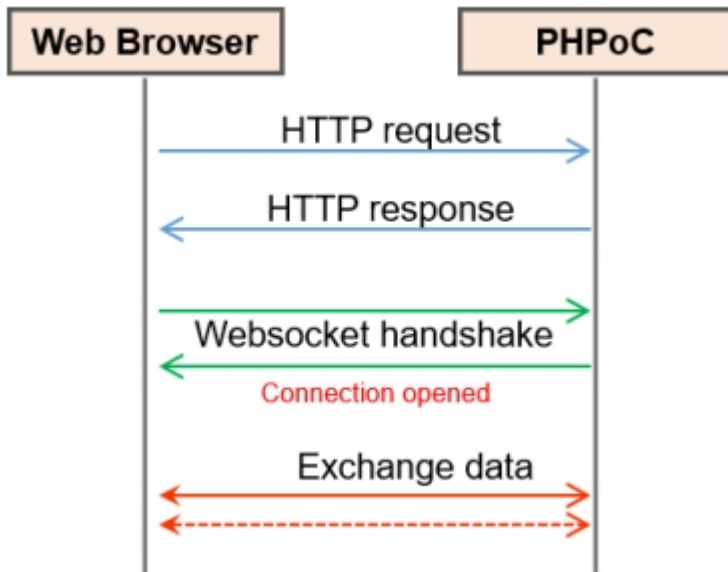 Web Browser
PHPoC
HTTP request
HTTP response
Websocket handshake
Connection opened
Exchange data